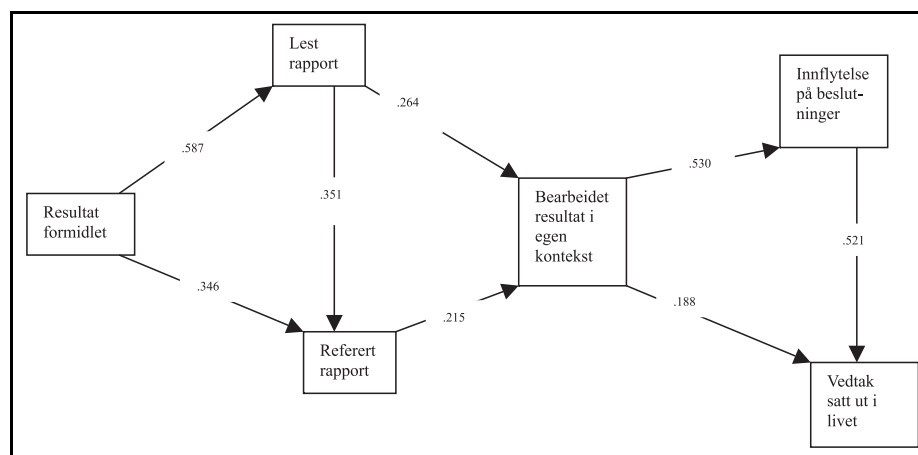 Lest
rapport
Innflytelse
på beslut-
ninger
.264
.587
.530
.351
Resultat
formidlet
Bearbeidet
resultat i
egen
kontekst
.521
.346
.215
.188
Referert
rapport
Vedtak
satt ut i
livet